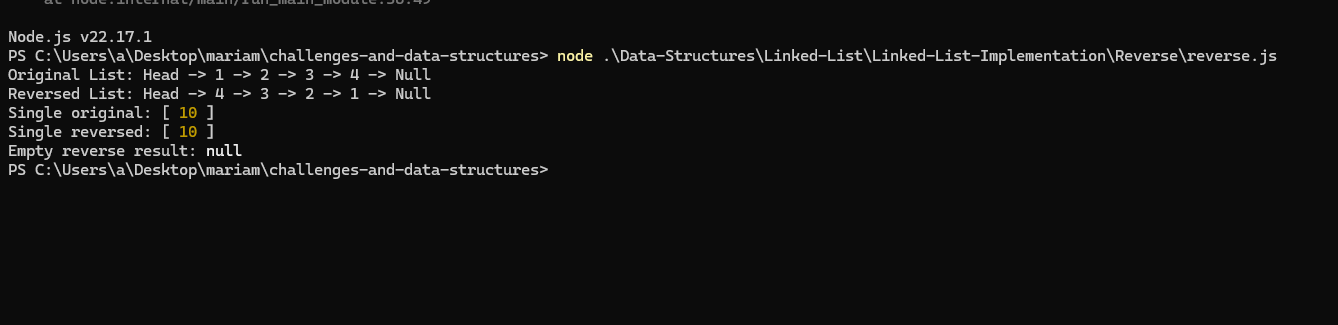 at node:internal/main/run_main_module:36:49
Node.js v22.17.1
PS C:\Users\a\Desktop\mariam\challenges-and-data-structures> node .\Data-Structures\Linked-List\Linked-List-Implementation\Reverse\reverse.js
Original List: Head -> 1 -> 2 -> 3 -> 4 -> Null
Reversed List: Head -> 4 -> 3 -> 2 -> 1 -> Null
Single original: [ 10 ]
Single reversed: [ 10 ]
Empty reverse result: null
PS C:\Users\a\Desktop\mariam\challenges-and-data-structures>